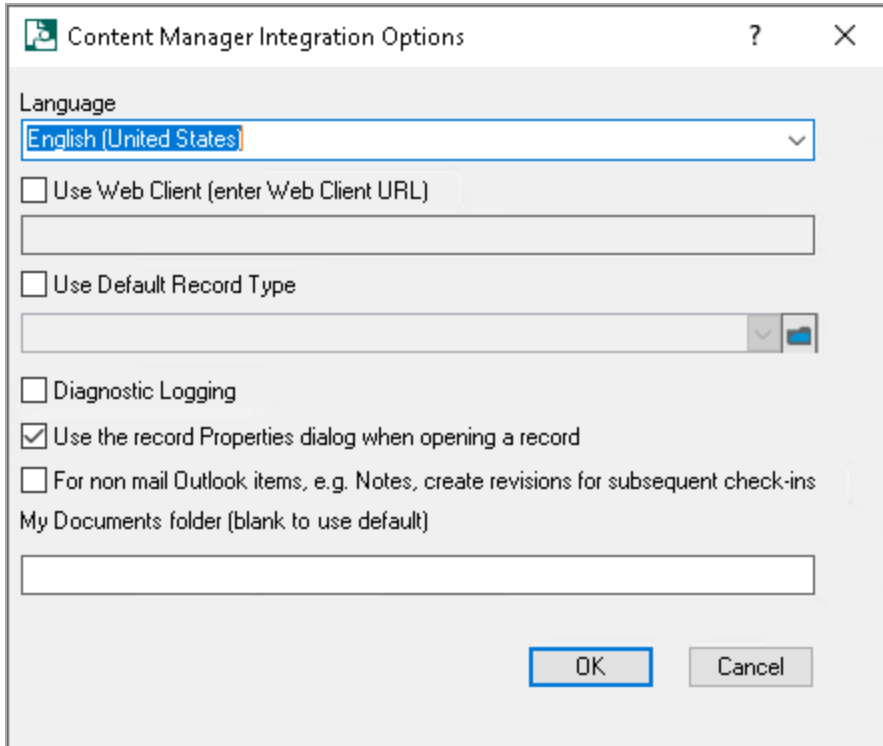 Content Manager Integration Options
Language
English (United States)
Use Web Client (enter Web Client URL)
Use Default Record Type
Diagnostic Logging
Use the record Properties dialog when opening a record
For non mail Outlook items, e.g. Notes, create revisions for subsequent check-ins
My Documents folder (blank to use default)
OK Cancel